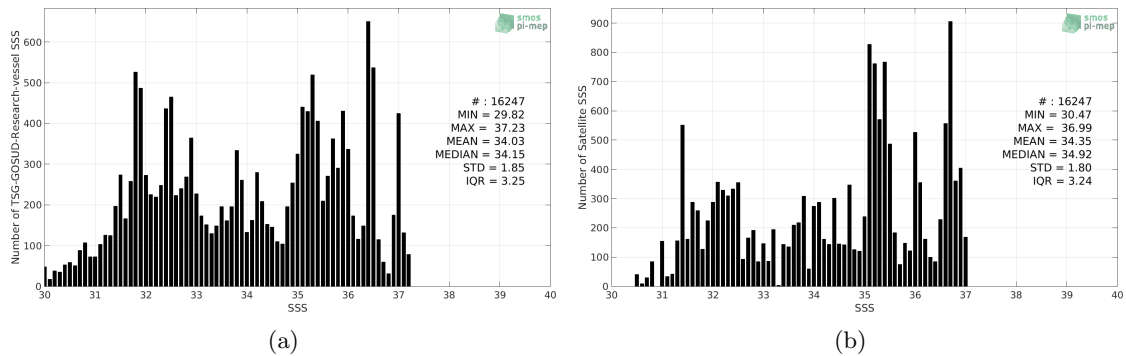 smos
pi-mep
Number of TSG-GOSUD-Research-vessel SSS
600
500
400
300
200
100
0
# : 16247
MIN = 29.82
MAX = 37.23
MEAN = 34.03
MEDIAN = 34.15
STD = 1.85
IQR = 3.25
30 31 32 33 34 35 36 37 38 39 40
SSS
(a)
smos
pi-mep
Number of Satellite SSS
900
800
700
600
500
400
300
200
100
0
# : 16247
MIN = 30.47
MAX = 36.99
MEAN = 34.35
MEDIAN = 34.92
STD = 1.80
IQR = 3.24
30 31 32 33 34 35 36 37 38 39 40
SSS
(b)